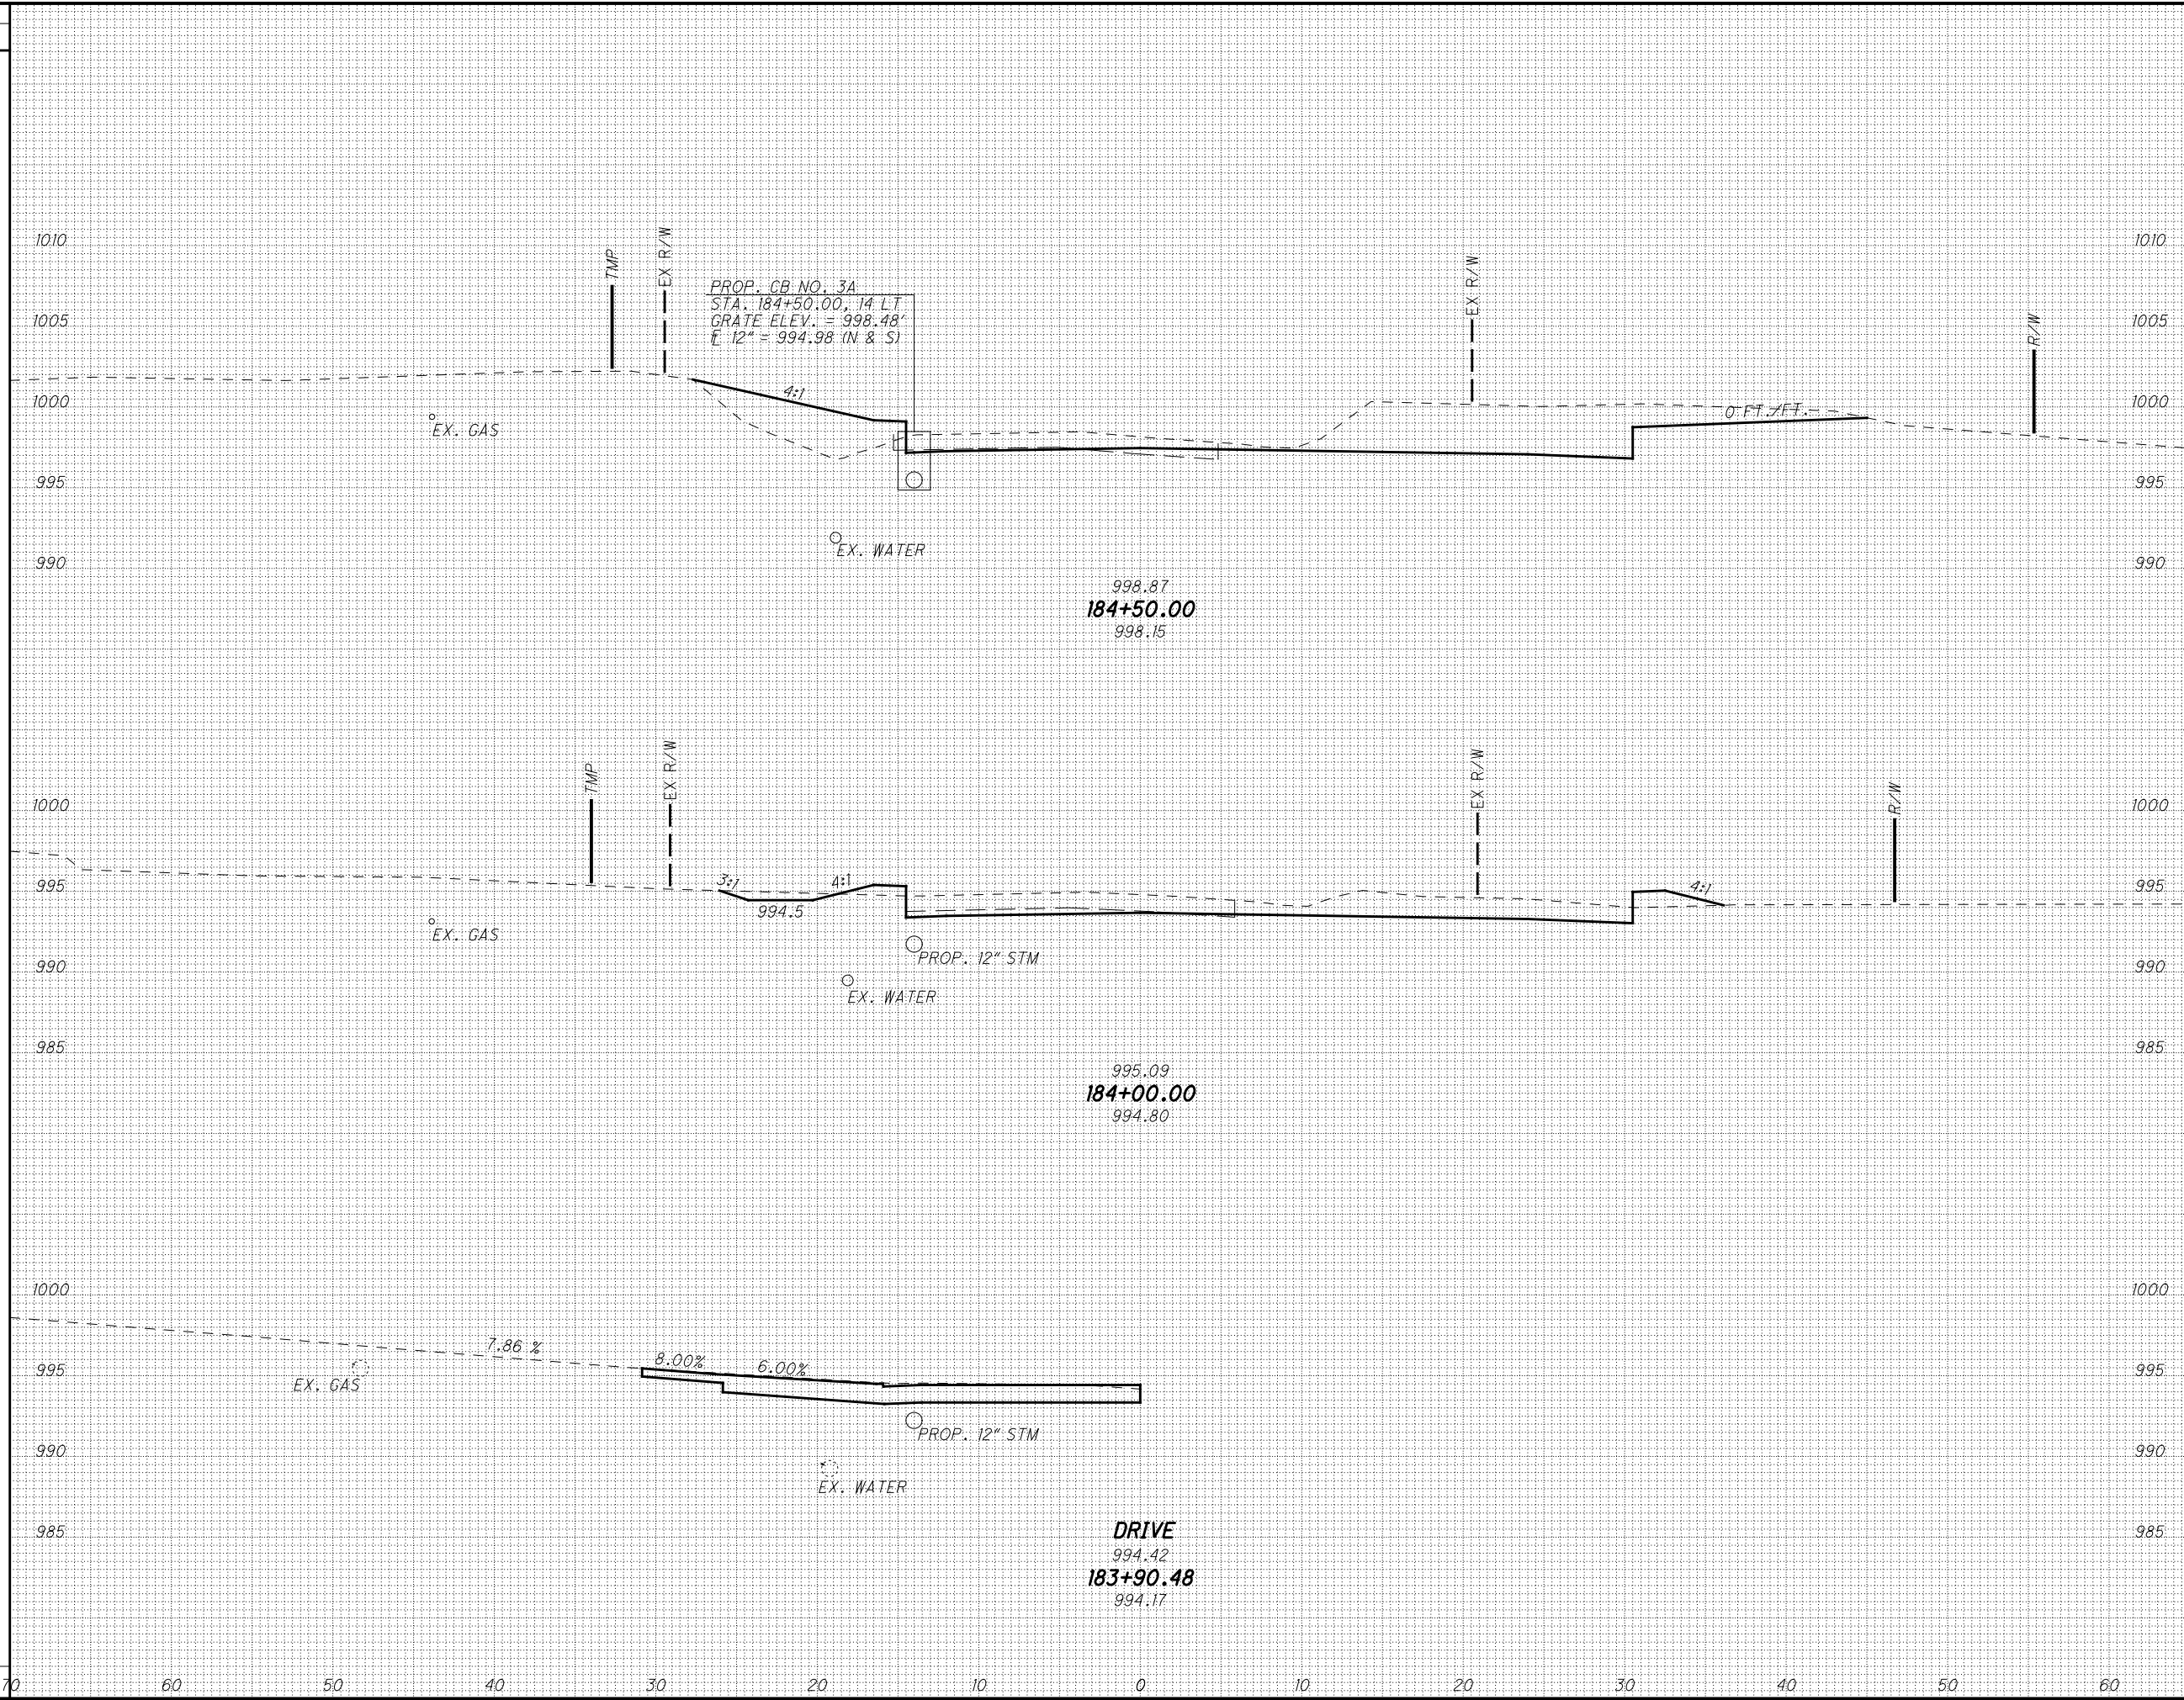 1010
1010
TMP
EX R/W
EX R/W
R/W
PROP. CB NO. 3A
STA. 184+50.00, 14 LT
GRATE ELEV. = 998.48'
12" = 994.98 (N & S)
1005
1005
4:1
1000
1000
0 FT./FT.
EX. GAS
995
995
EX. WATER
990
990
998.87
184+50.00
998.15
TMP
EX R/W
EX R/W
R/W
1000
1000
3:1
4:1
4:1
995
995
994.5
EX. GAS
PROP. 12" STM
990
990
EX. WATER
985
985
995.09
184+00.00
994.80
1000
1000
7.86 %
8.00%
6.00%
995
995
EX. GAS
PROP. 12" STM
990
990
EX. WATER
985
985
DRIVE
994.42
183+90.48
994.17
70 60 50 40 30 20 10 0 10 20 30 40 50 60